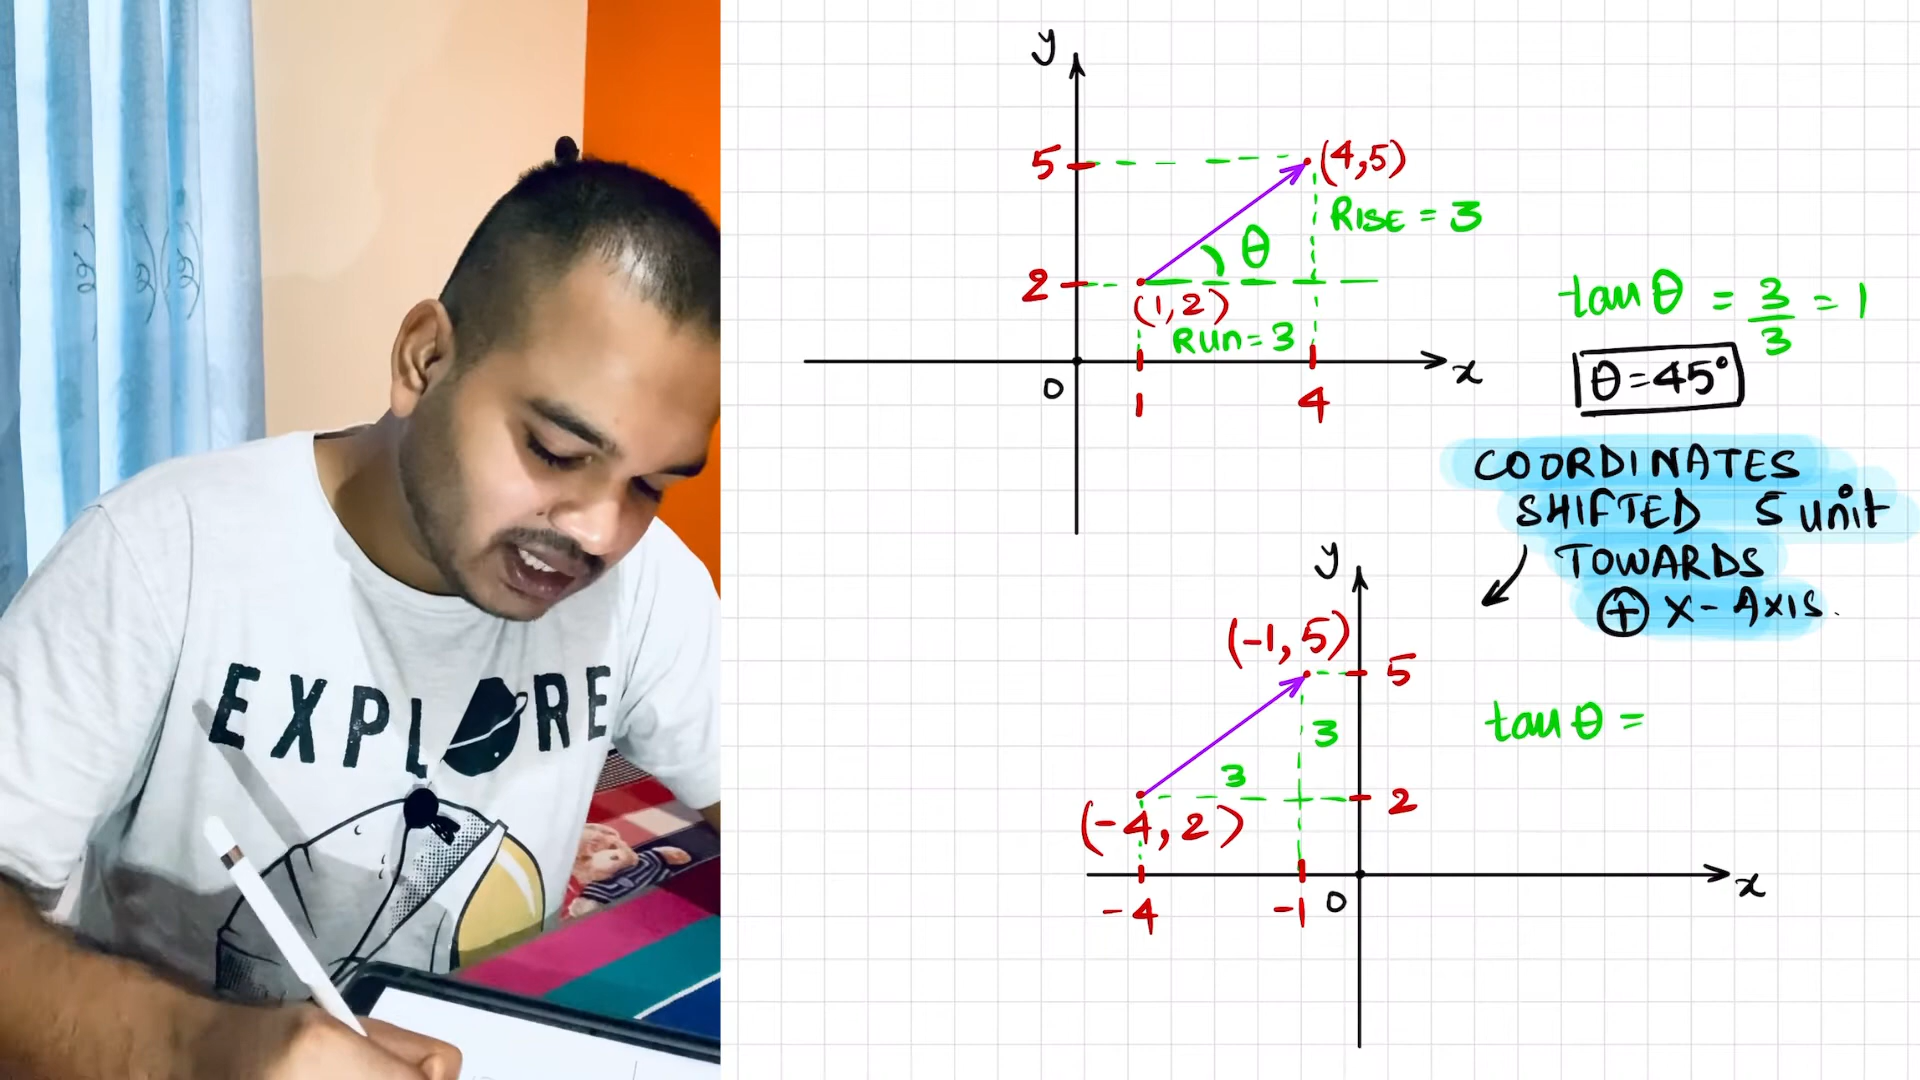 EXPLORE
y
5
(4,5)
RISE = 3
θ
2
(1,2)
Run=3
x
0
1
4
tan θ = 3/3 = 1
θ=45°
COORDINATES
SHIFTED 5 unit
TOWARDS
⊕ X-AXIS.
y
(-1,5)
5
3
tan θ =
3
(-4,2)
2
x
-4
-1
0